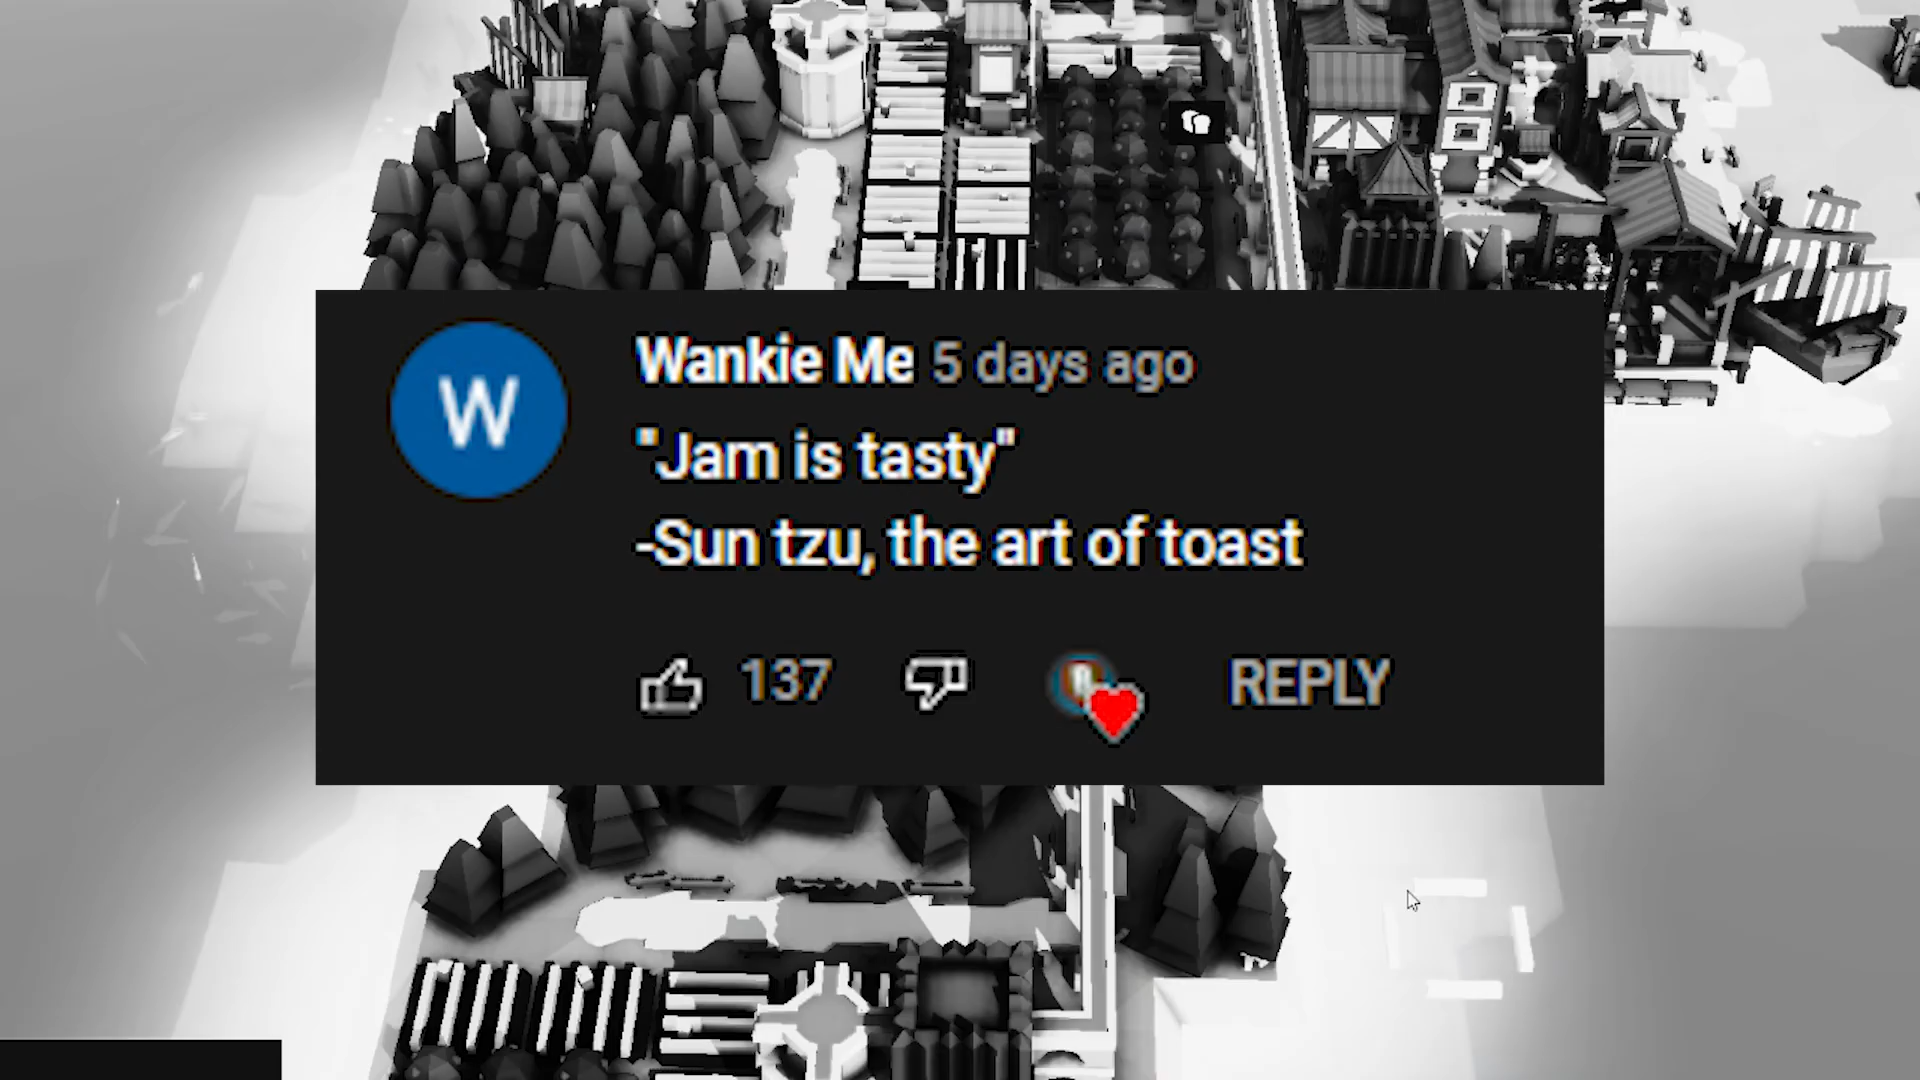 W
Wankie Me 5 days ago
"Jam is tasty"
-Sun tzu, the art of toast
137 REPLY